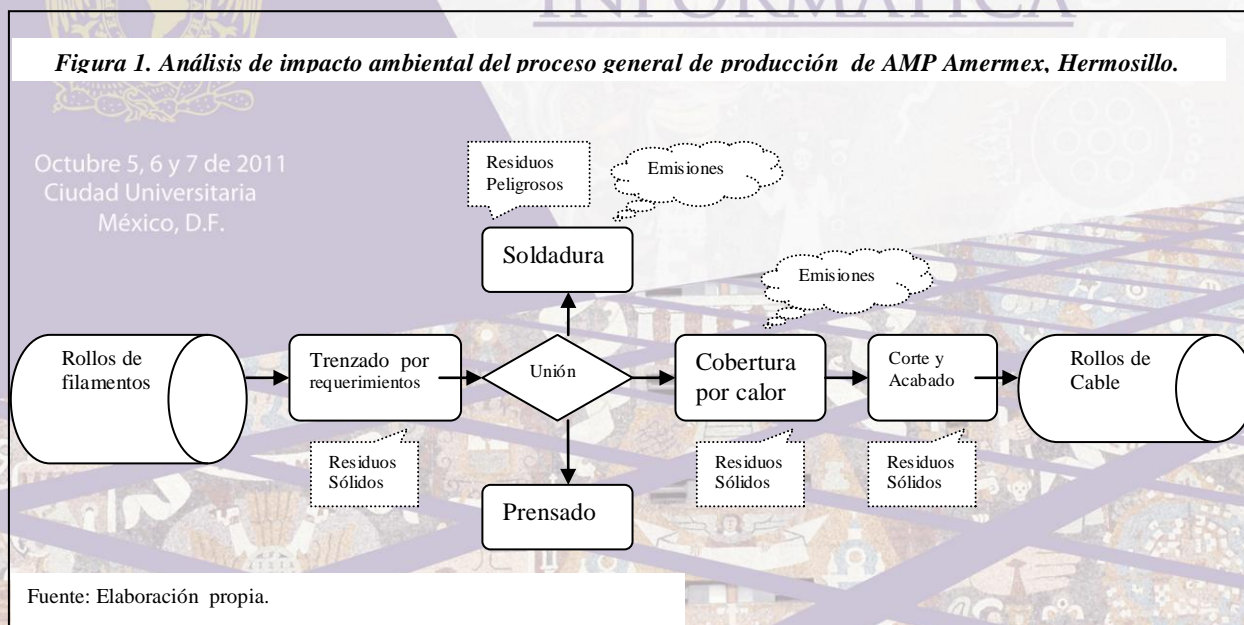 INFORMÁTICA
Figura 1. Análisis de impacto ambiental del proceso general de producción de AMP Amermex, Hermosillo.
Octubre 5, 6 y 7 de 2011
Ciudad Universitaria
México, D.F.
Residuos
Peligrosos
Emisiones
Soldadura
Emisiones
Rollos de
filamentos
Trenzado por
requerimientos
Unión
Cobertura
por calor
Corte y
Acabado
Rollos de
Cable
Residuos
Sólidos
Residuos
Sólidos
Residuos
Sólidos
Prensado
Fuente: Elaboración propia.